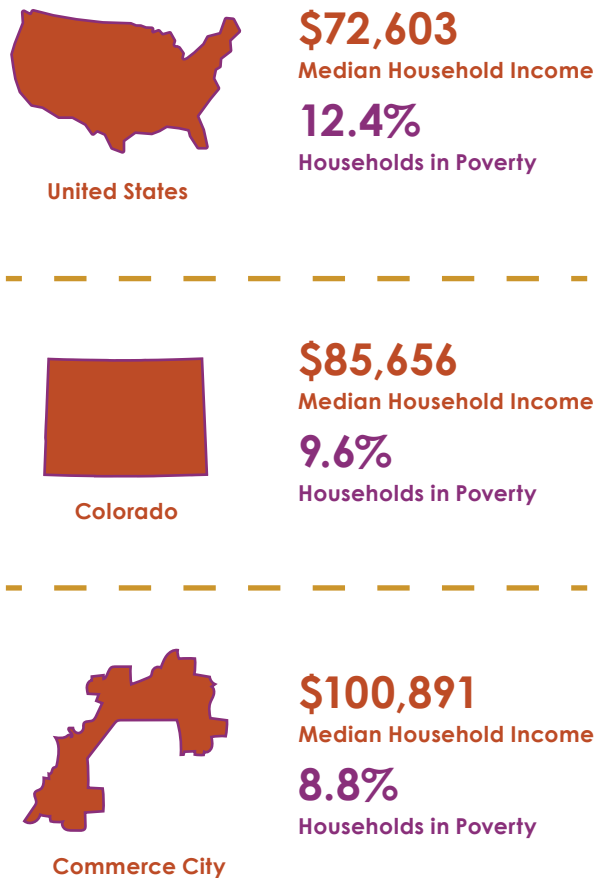 $72,603
Median Household Income
12.4%
Households in Poverty
United States
$85,656
Median Household Income
9.6%
Households in Poverty
Colorado
$100,891
Median Household Income
8.8%
Households in Poverty
Commerce City